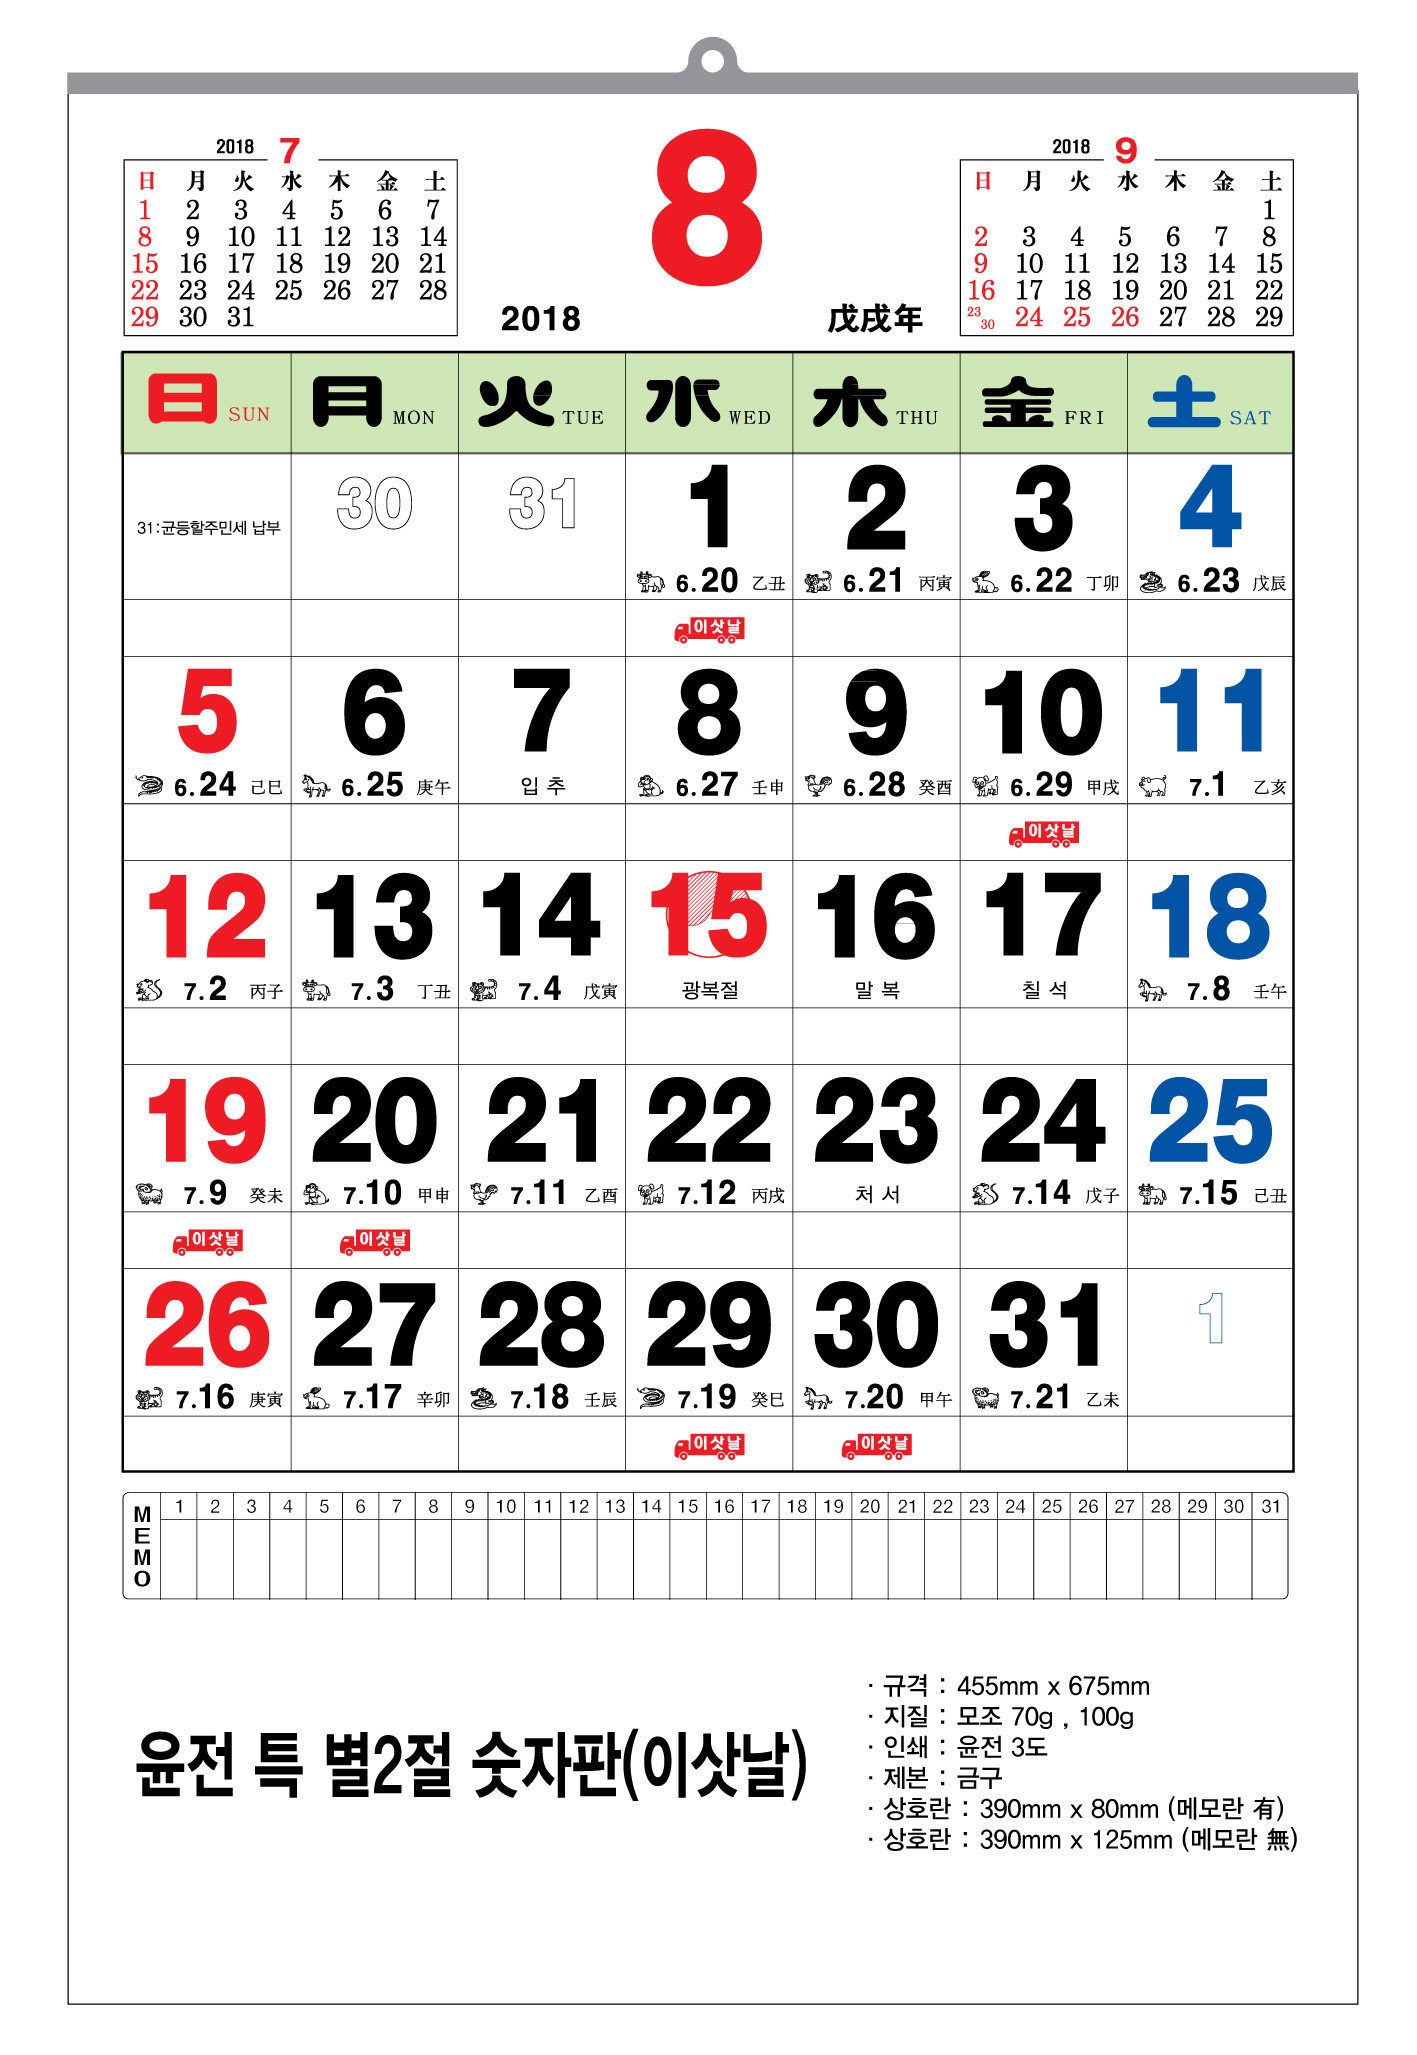 2018 7
日 月 火 水 木 金 土
1 2 3 4 5 6 7
8 9 10 11 12 13 14
15 16 17 18 19 20 21
22 23 24 25 26 27 28
29 30 31
8
2018
戊戌年
2018 9
日 月 火 水 木 金 土
1
2 3 4 5 6 7 8
9 10 11 12 13 14 15
16 17 18 19 20 21 22
23 30 24 25 26 27 28 29
日 SUN 月 MON 火 TUE 水 WED 木 THU 金 FRI 土 SAT
30 31 1 2 3 4
31:균등할주민세 납부
6.20 乙丑 6.21 丙寅 6.22 丁卯 6.23 戊辰
이삿날
5 6 7 8 9 10 11
6.24 己巳 6.25 庚午 입추 6.27 壬申 6.28 癸酉 6.29 甲戌 7.1 乙亥
이삿날
12 13 14 15 16 17 18
7.2 丙子 7.3 丁丑 7.4 戊寅 광복절 말복 칠석 7.8 壬午
19 20 21 22 23 24 25
7.9 癸未 7.10 甲申 7.11 乙酉 7.12 丙戌 처서 7.14 戊子 7.15 己丑
이삿날 이삿날
26 27 28 29 30 31 1
7.16 庚寅 7.17 辛卯 7.18 壬辰 7.19 癸巳 7.20 甲午 7.21 乙未
이삿날 이삿날
MEMO
1 2 3 4 5 6 7 8 9 10 11 12 13 14 15 16 17 18 19 20 21 22 23 24 25 26 27 28 29 30 31
윤전 특 별2절 숫자판(이삿날)
· 규격 : 455mm x 675mm
· 지질 : 모조 70g , 100g
· 인쇄 : 윤전 3도
· 제본 : 금구
· 상호란 : 390mm x 80mm (메모란 有)
· 상호란 : 390mm x 125mm (메모란 無)